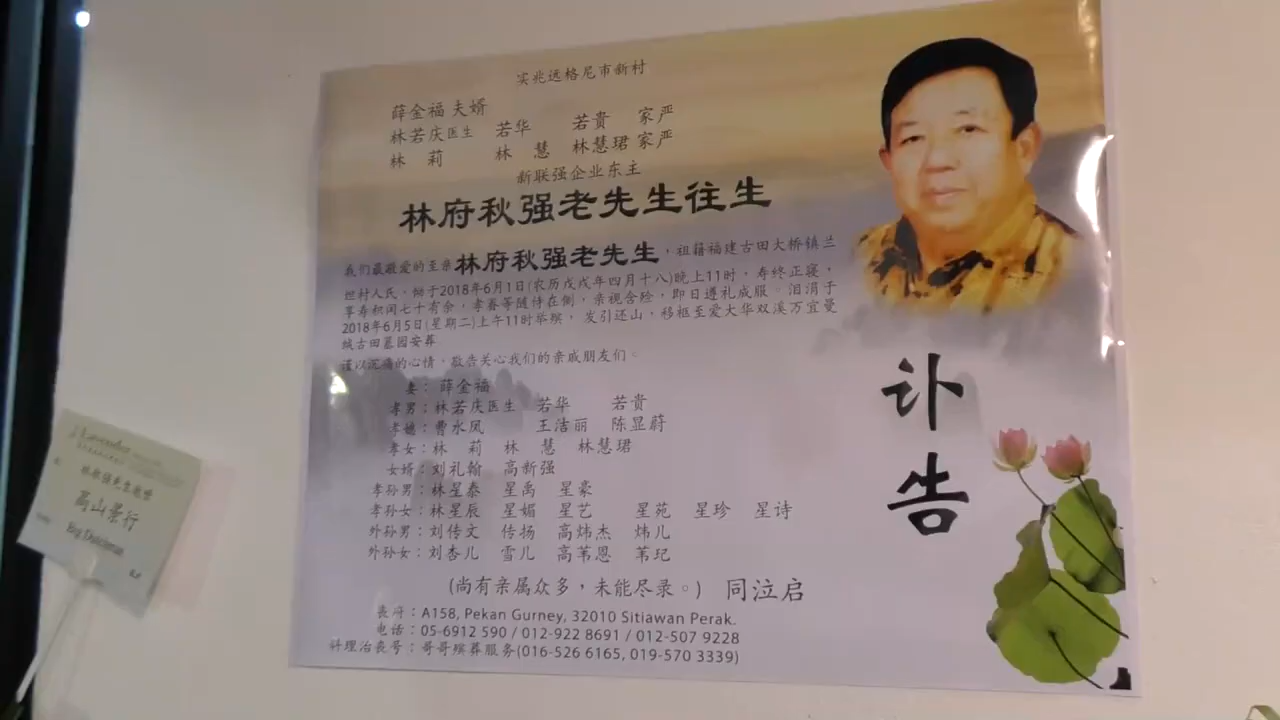 实兆远格尼市新村
薛金福 夫婿
林若庆医生 若华 若贵 家严
林 莉 林 慧 林慧珺 家严
新联强企业东主
林府秋强老先生往生
我们最敬爱的至亲林府秋强老先生，祖籍福建古田大桥镇兰
担村人民，恸于2018年6月1日(农历戊戌年四月十八)晚上11时，寿终正寝，
享寿积闰七十有余，孝眷等随侍在侧，亲视含殓，即日遵礼成服。泪涓于
2018年6月5日(星期二)上午11时举殡，发引还山，移柩至爱大华双溪万宜曼
绒古田墓园安葬
谨以沉痛的心情，敬告关心我们的亲戚朋友们。
妻：薛金福
孝男：林若庆医生 若华 若贵
孝媳：曹水凤 王洁丽 陈显蔚
孝女：林 莉 林 慧 林慧珺
女婿：刘礼翰 高新强
孝孙男：林星泰 星禹 星豪
孝孙女：林星辰 星媚 星艺 星苑 星珍 星诗
外孙男：刘传文 传扬 高炜杰 炜儿
外孙女：刘杏儿 雪儿 高苇恩 苇玘
(尚有亲属众多，未能尽录。) 同泣启
丧府：A158, Pekan Gurney, 32010 Sitiawan Perak.
电话：05-6912 590 / 012-922 8691 / 012-507 9228
料理治丧号：哥哥殡葬服务(016-526 6165, 019-570 3339)
讣告
高山景行